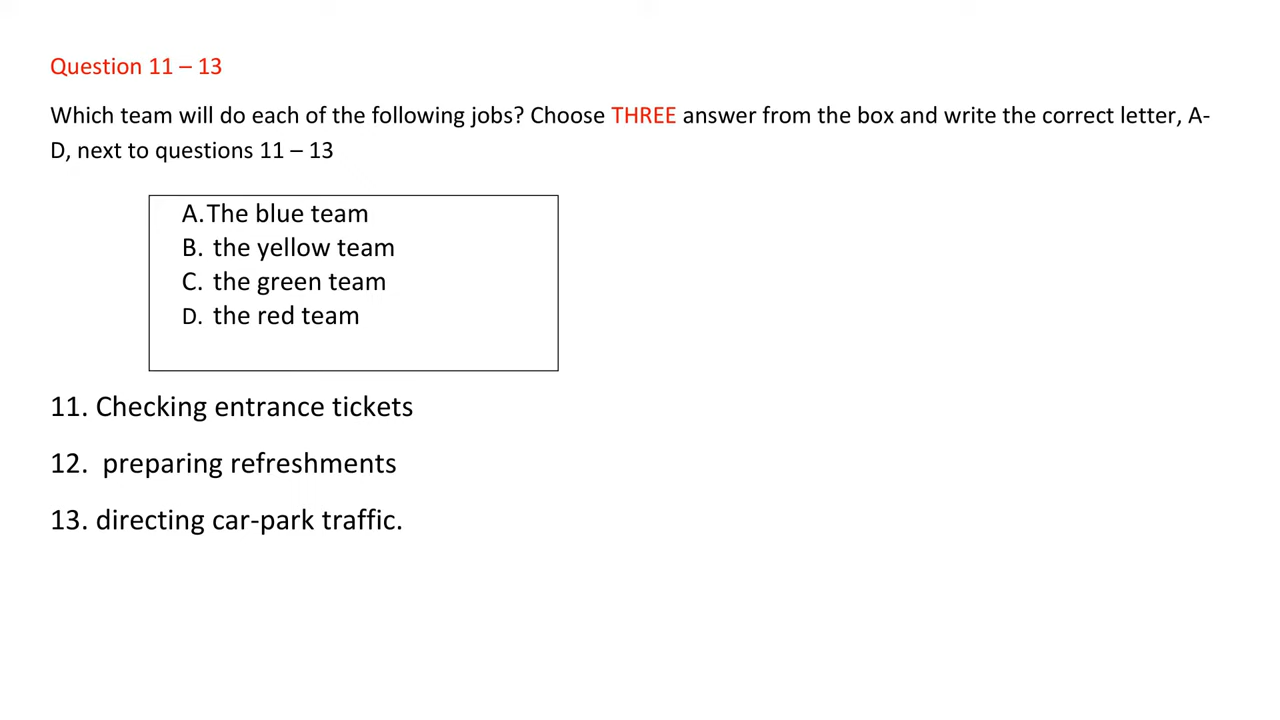 Question 11 – 13
Which team will do each of the following jobs? Choose THREE answer from the box and write the correct letter, A-
D, next to questions 11 – 13
A.The blue team
B. the yellow team
C. the green team
D. the red team
11. Checking entrance tickets
12. preparing refreshments
13. directing car-park traffic.